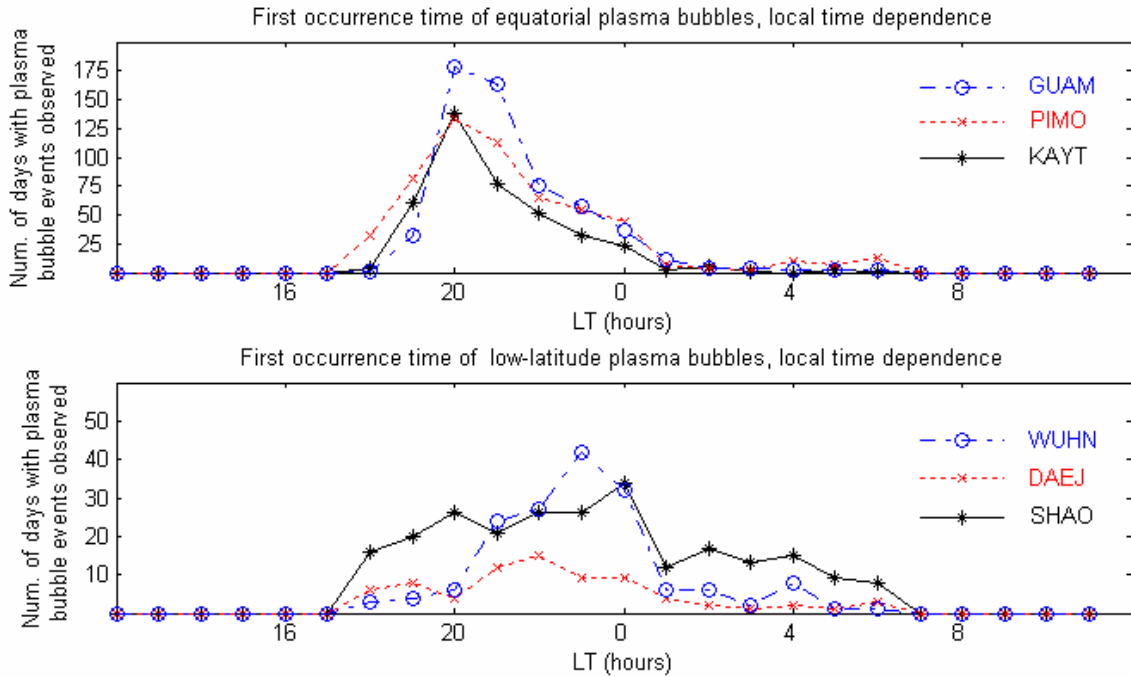 First occurrence time of equatorial plasma bubbles, local time dependence
Num. of days with plasma
bubble events observed
175
150
125
100
75
50
25
GUAM
PIMO
KAYT
16
20
0
4
8
LT (hours)
First occurrence time of low-latitude plasma bubbles, local time dependence
Num. of days with plasma
bubble events observed
50
40
30
20
10
WUHN
DAEJ
SHAO
16
20
0
4
8
LT (hours)